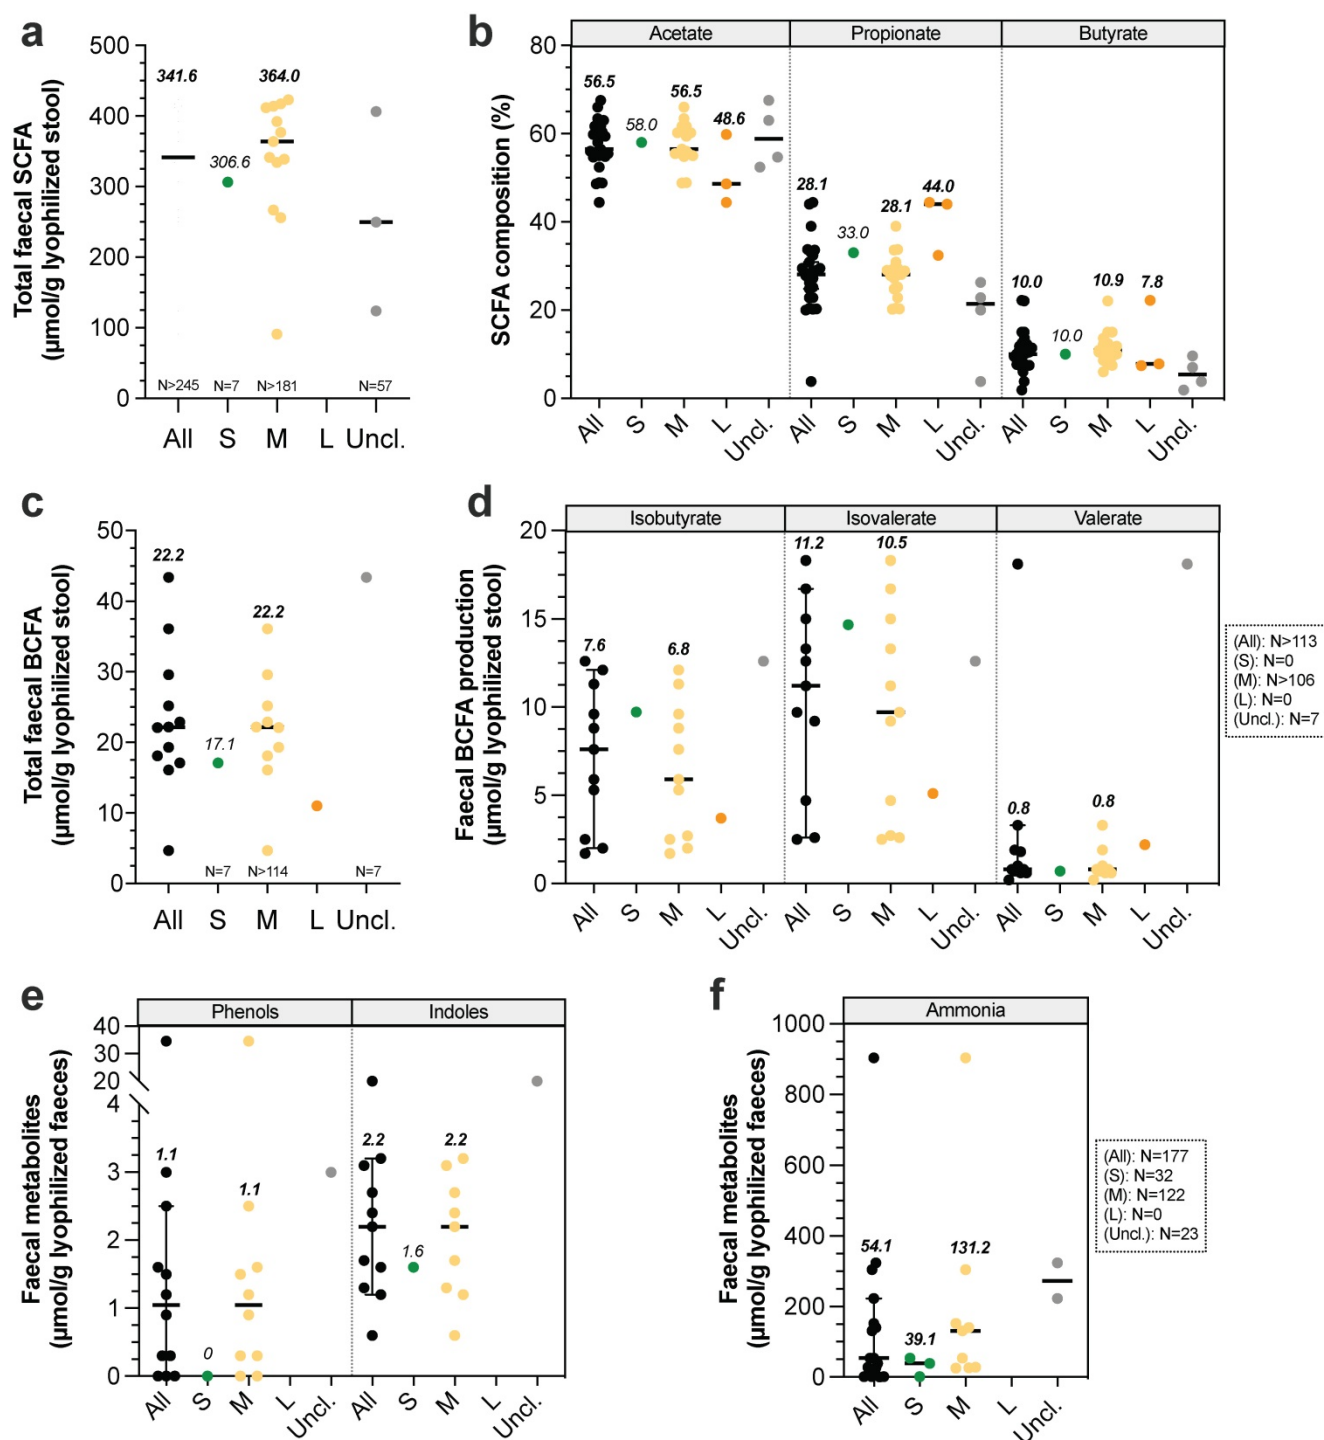 a
Total faecal SCFA
(µmol/g lyophilized stool)
500
400
300
200
100
0
341.6
306.6
364.0
N>245
N=7
N>181
N=57
All
S
M
L
Uncl.
b
SCFA composition (%)
80
60
40
20
0
Acetate
Propionate
Butyrate
56.5
58.0
56.5
48.6
28.1
33.0
28.1
44.0
10.0
10.0
10.9
7.8
All
S
M
L
Uncl.
All
S
M
L
Uncl.
All
S
M
L
Uncl.
c
Total faecal BCFA
(µmol/g lyophilized stool)
50
40
30
20
10
0
22.2
17.1
22.2
N=7
N>114
N=7
All
S
M
L
Uncl.
d
Faecal BCFA production
(µmol/g lyophilized stool)
20
15
10
5
0
Isobutyrate
Isovalerate
Valerate
7.6
6.8
11.2
10.5
0.8
0.8
All
S
M
L
Uncl.
All
S
M
L
Uncl.
All
S
M
L
Uncl.
(All): N>113
(S): N=0
(M): N>106
(L): N=0
(Uncl.): N=7
e
Faecal metabolites
(µmol/g lyophilized faeces)
40
30
20
4
3
2
1
0
Phenols
Indoles
1.1
0
1.1
2.2
1.6
2.2
All
S
M
L
Uncl.
All
S
M
L
Uncl.
f
Faecal metabolites
(µmol/g lyophilized faeces)
1000
800
600
400
200
0
Ammonia
54.1
39.1
131.2
All
S
M
L
Uncl.
(All): N=177
(S): N=32
(M): N=122
(L): N=0
(Uncl.): N=23